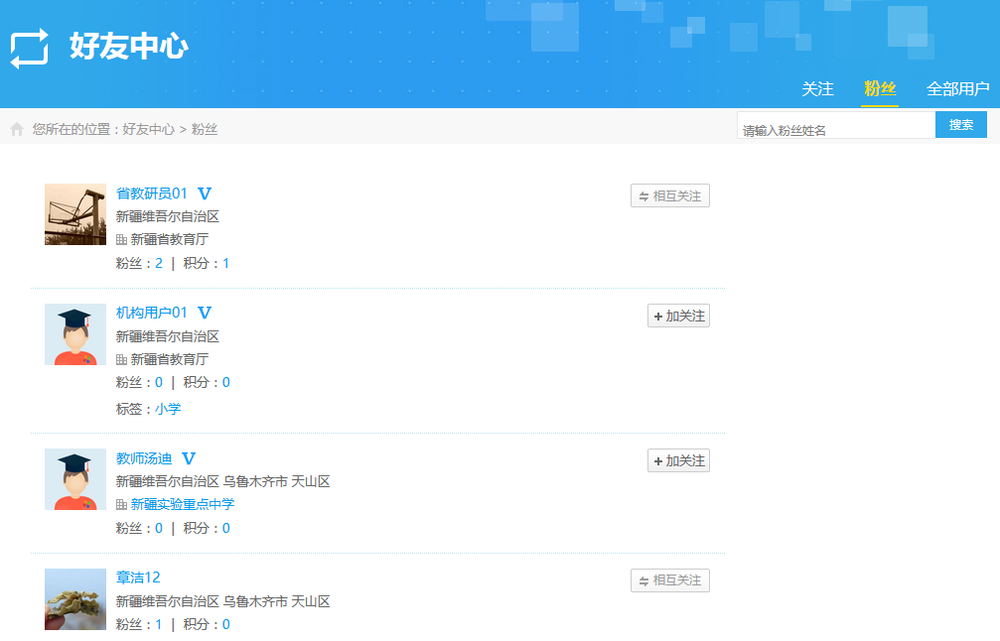 好友中心
关注 粉丝 全部用户
您所在的位置：好友中心 > 粉丝
请输入粉丝姓名 搜索
省教研员01 V
相互关注
新疆维吾尔自治区
新疆省教育厅
粉丝：2 | 积分：1
机构用户01 V
+加关注
新疆维吾尔自治区
新疆省教育厅
粉丝：0 | 积分：0
标签：小学
教师汤迪 V
+加关注
新疆维吾尔自治区 乌鲁木齐市 天山区
新疆实验重点中学
粉丝：0 | 积分：0
章洁12
相互关注
新疆维吾尔自治区 乌鲁木齐市 天山区
粉丝：1 | 积分：0